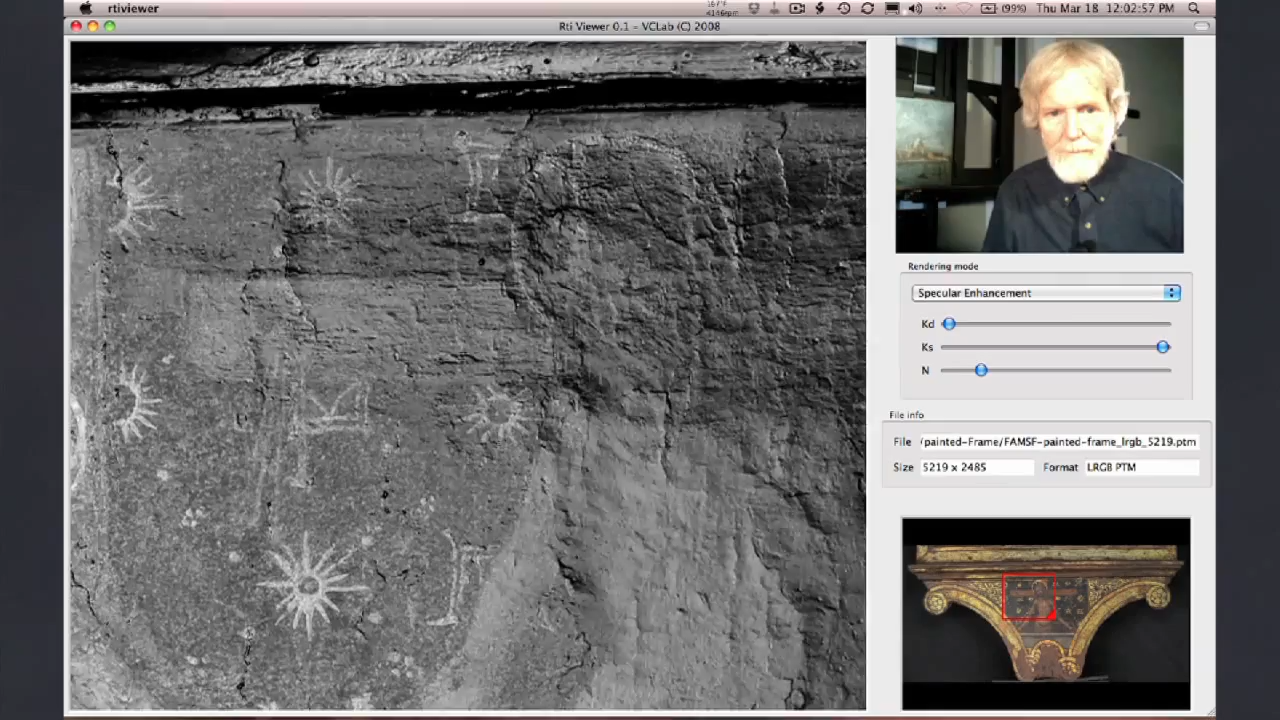 rtiviewer
167°F
(99%) Thu Mar 18 12:02:57 PM
Rti Viewer 0.1 - VCLab (C) 2008
Rendering mode
Specular Enhancement
Kd
Ks
N
File info
File /painted-Frame/FAMSF-painted-frame_lrgb_5219.ptm
Size 5219 x 2485 Format LRGB PTM